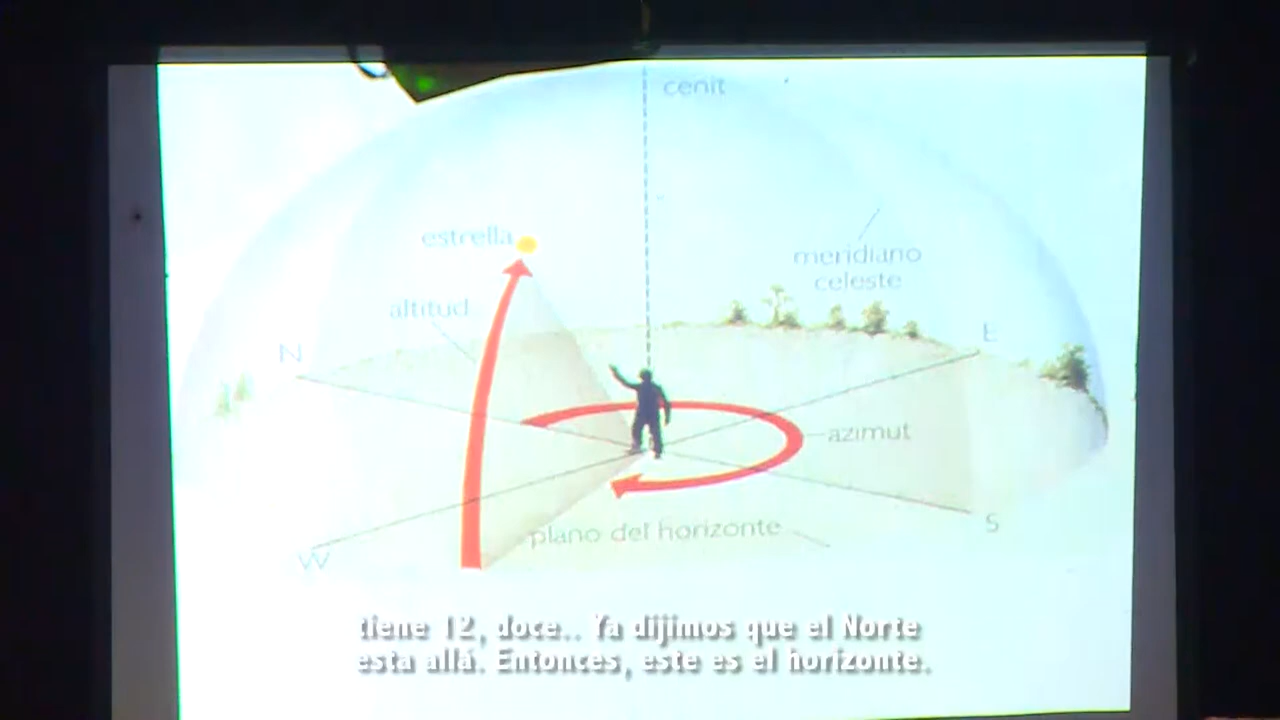 cenit
estrella
meridiano
celeste
altitud
N
E
azimut
S
plano del horizonte
W
tiene 12, doce.. Ya dijimos que el Norte
esta allá. Entonces, este es el horizonte.